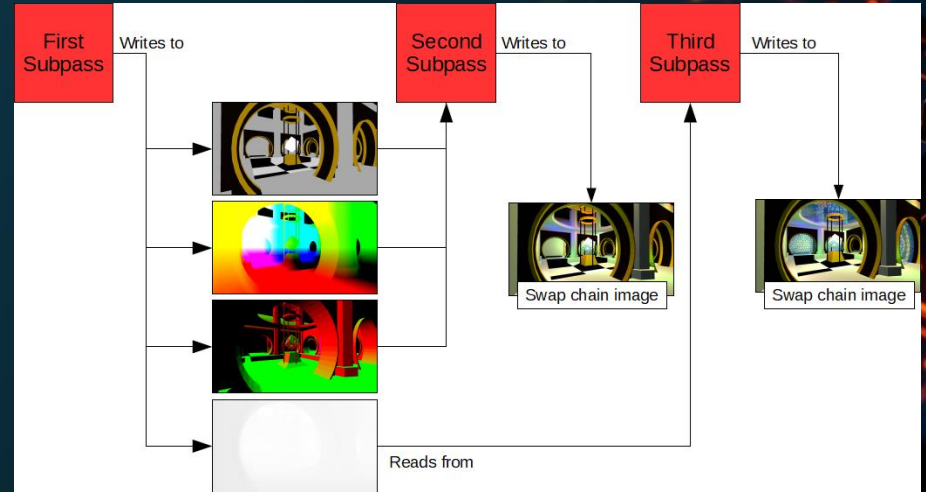 First
Subpass
Writes to
Second
Subpass
Writes to
Third
Subpass
Writes to
Swap chain image
Swap chain image
Reads from